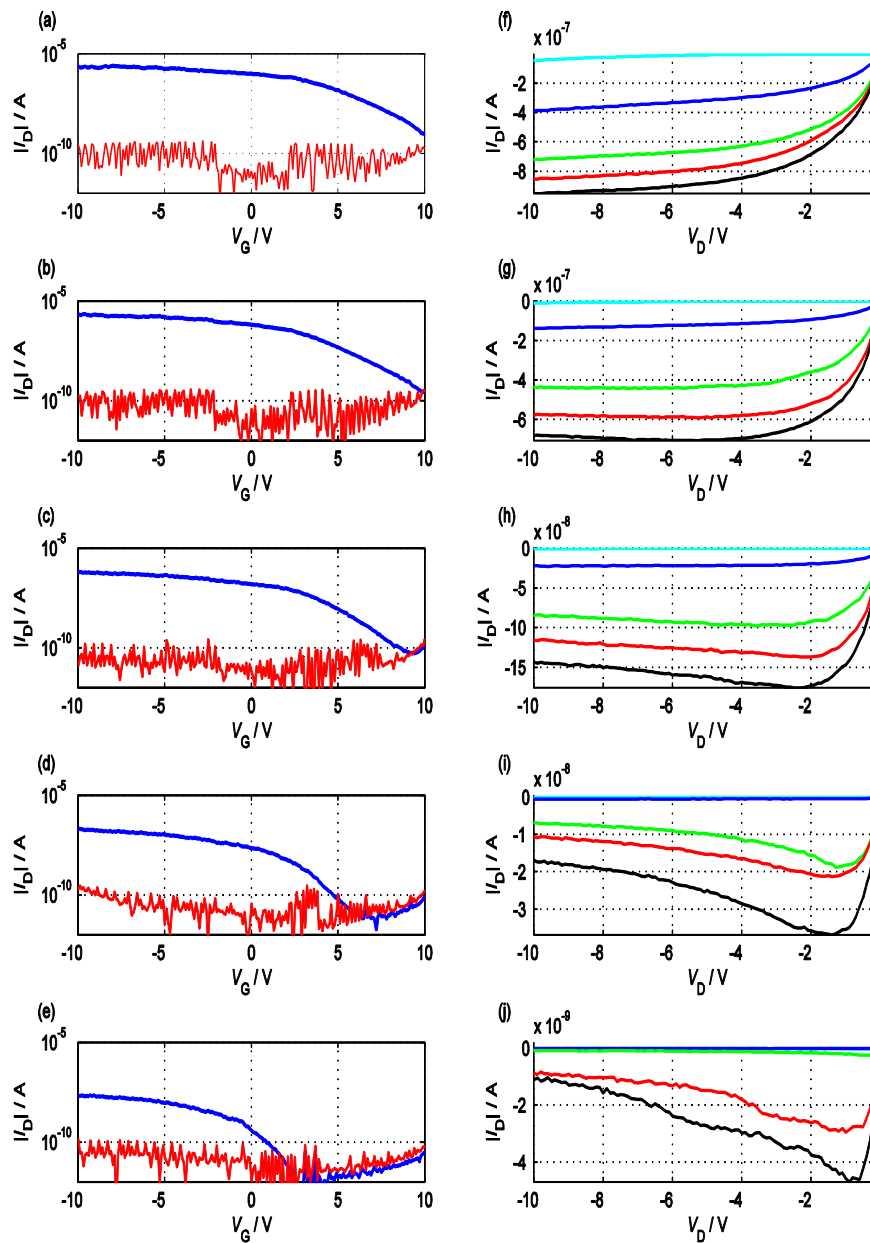 (a)
10^-5
10^-10
|I_D| / A
-10 -5 0 5 10
V_G / V
(f)
x 10^-7
-2
-4
-6
-8
|I_D| / A
-10 -8 -6 -4 -2
V_D / V
(b)
10^-5
10^-10
|I_D| / A
-10 -5 0 5 10
V_G / V
(g)
x 10^-7
0
-2
-4
-6
|I_D| / A
-10 -8 -6 -4 -2
V_D / V
(c)
10^-5
10^-10
|I_D| / A
-10 -5 0 5 10
V_G / V
(h)
x 10^-8
0
-5
-10
-15
|I_D| / A
-10 -8 -6 -4 -2
V_D / V
(d)
10^-5
10^-10
|I_D| / A
-10 -5 0 5 10
V_G / V
(i)
x 10^-8
0
-1
-2
-3
|I_D| / A
-10 -8 -6 -4 -2
V_D / V
(e)
10^-5
10^-10
|I_D| / A
-10 -5 0 5 10
V_G / V
(j)
x 10^-9
0
-2
-4
|I_D| / A
-10 -8 -6 -4 -2
V_D / V